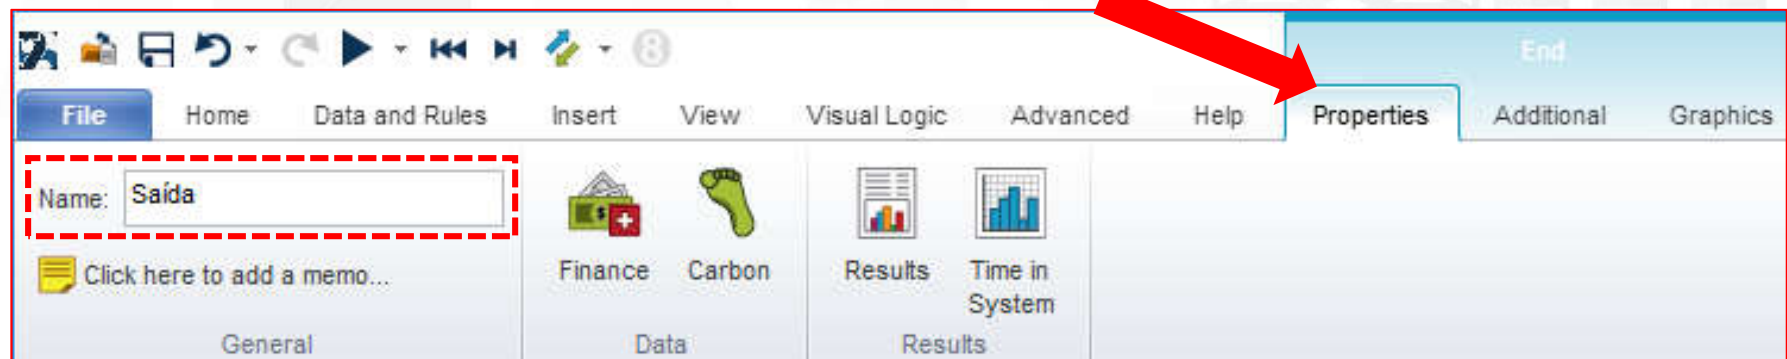 End
File Home Data and Rules Insert View Visual Logic Advanced Help Properties Additional Graphics
Name: Saída
Click here to add a memo...
Finance Carbon Results Time in
System
General Data Results